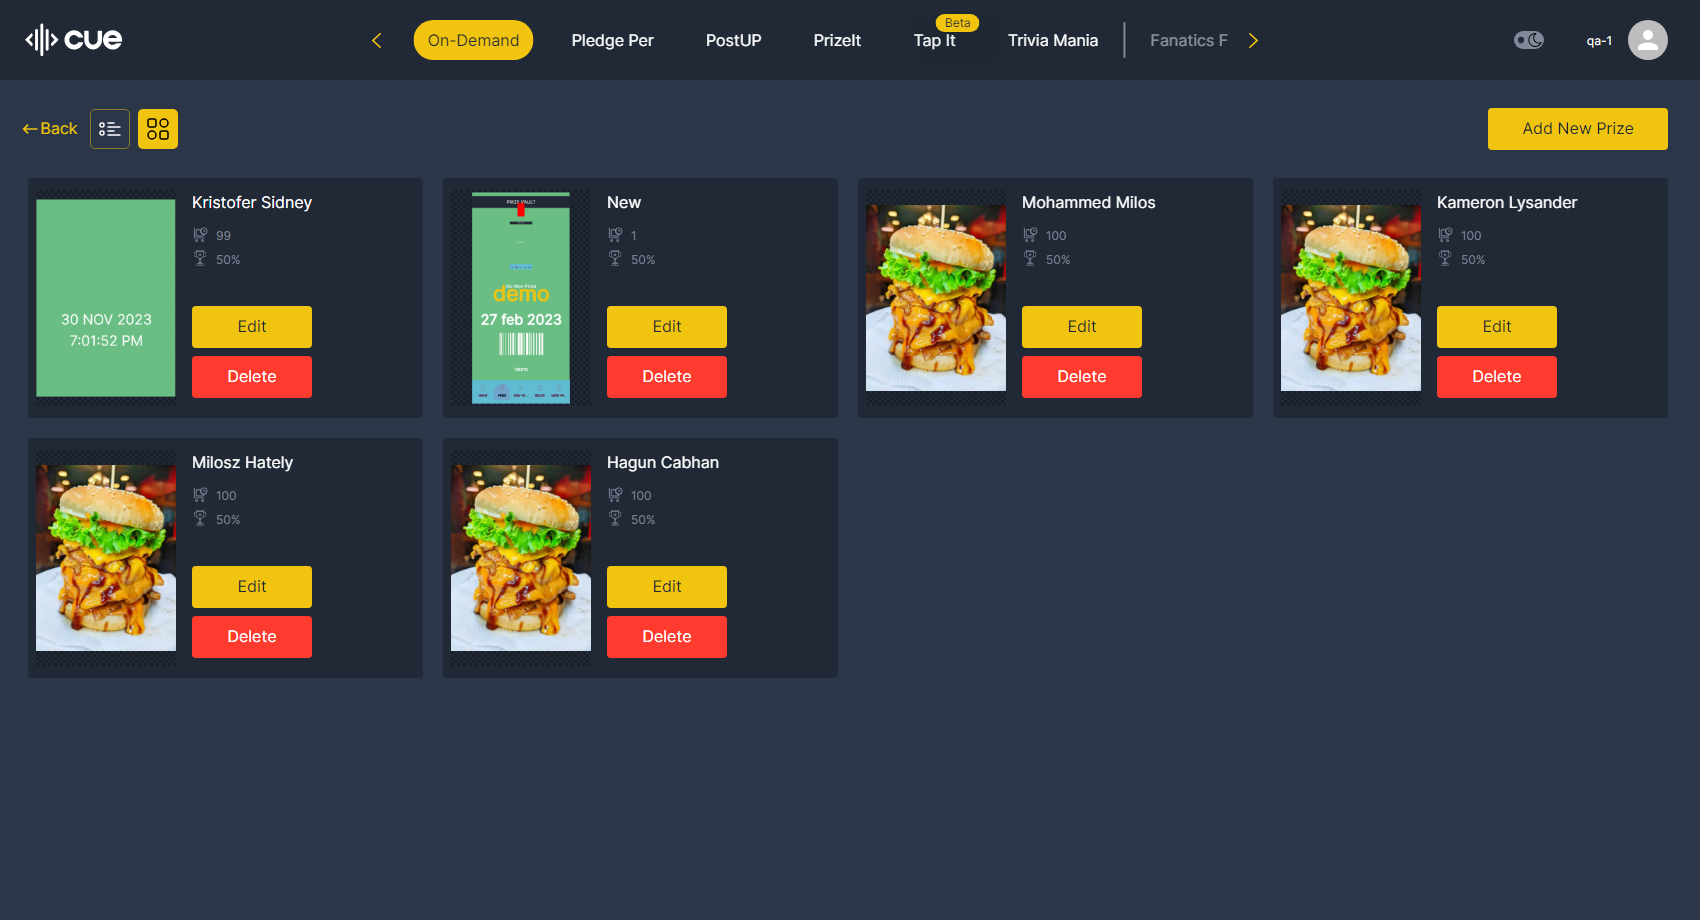 cue
On-Demand
Pledge Per
PostUP
PrizeIt
Beta
Tap It
Trivia Mania
Fanatics F
qa-1
Back
Add New Prize
30 NOV 2023
7:01:52 PM
Kristofer Sidney
99
50%
Edit
Delete
PRIZE VAULT
demo
27 feb 2023
demo
New
1
50%
Edit
Delete
Mohammed Milos
100
50%
Edit
Delete
Kameron Lysander
100
50%
Edit
Delete
Milosz Hately
100
50%
Edit
Delete
Hagun Cabhan
100
50%
Edit
Delete